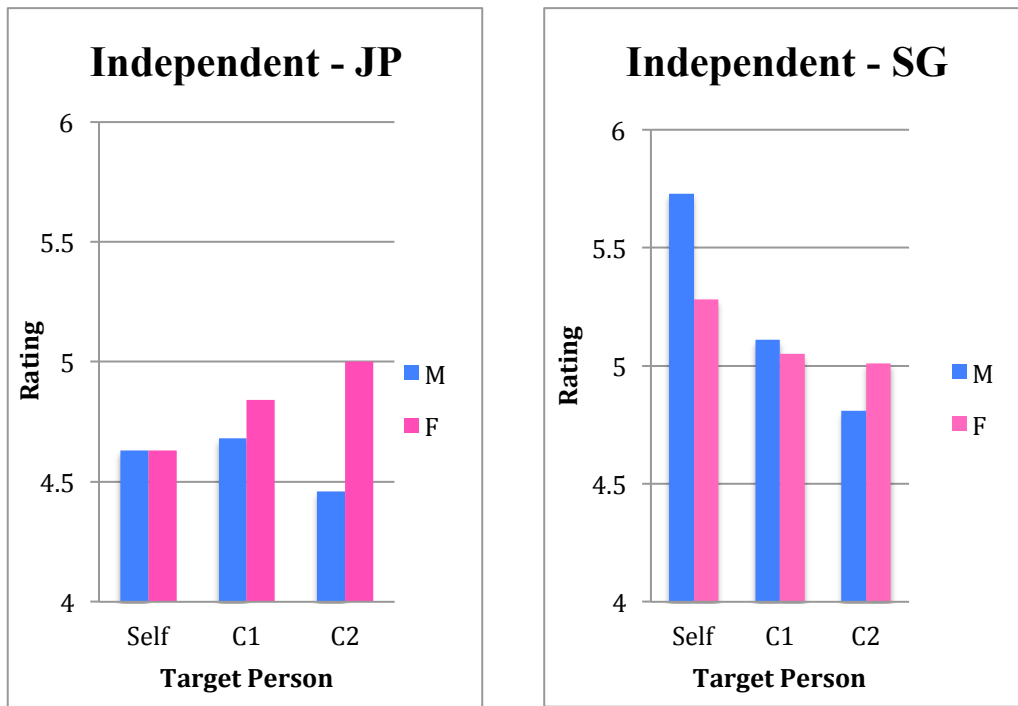 Independent - JP
6
5.5
5
4.5
4
Rating
Self C1 C2
Target Person
M
F
Independent - SG
6
5.5
5
4.5
4
Rating
Self C1 C2
Target Person
M
F